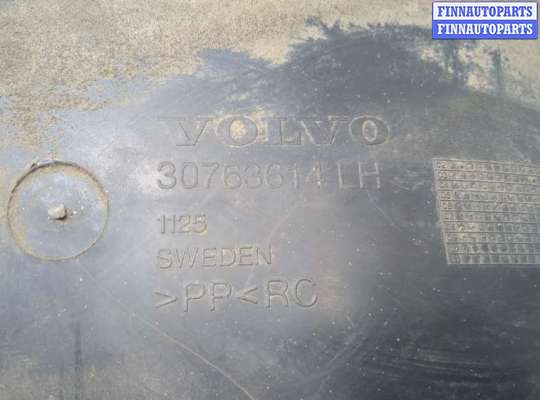 FINNAUTOPARTS
FINNAUTOPARTS
VOLVO
30763614 LH
1125
SWEDEN
>PP<RC